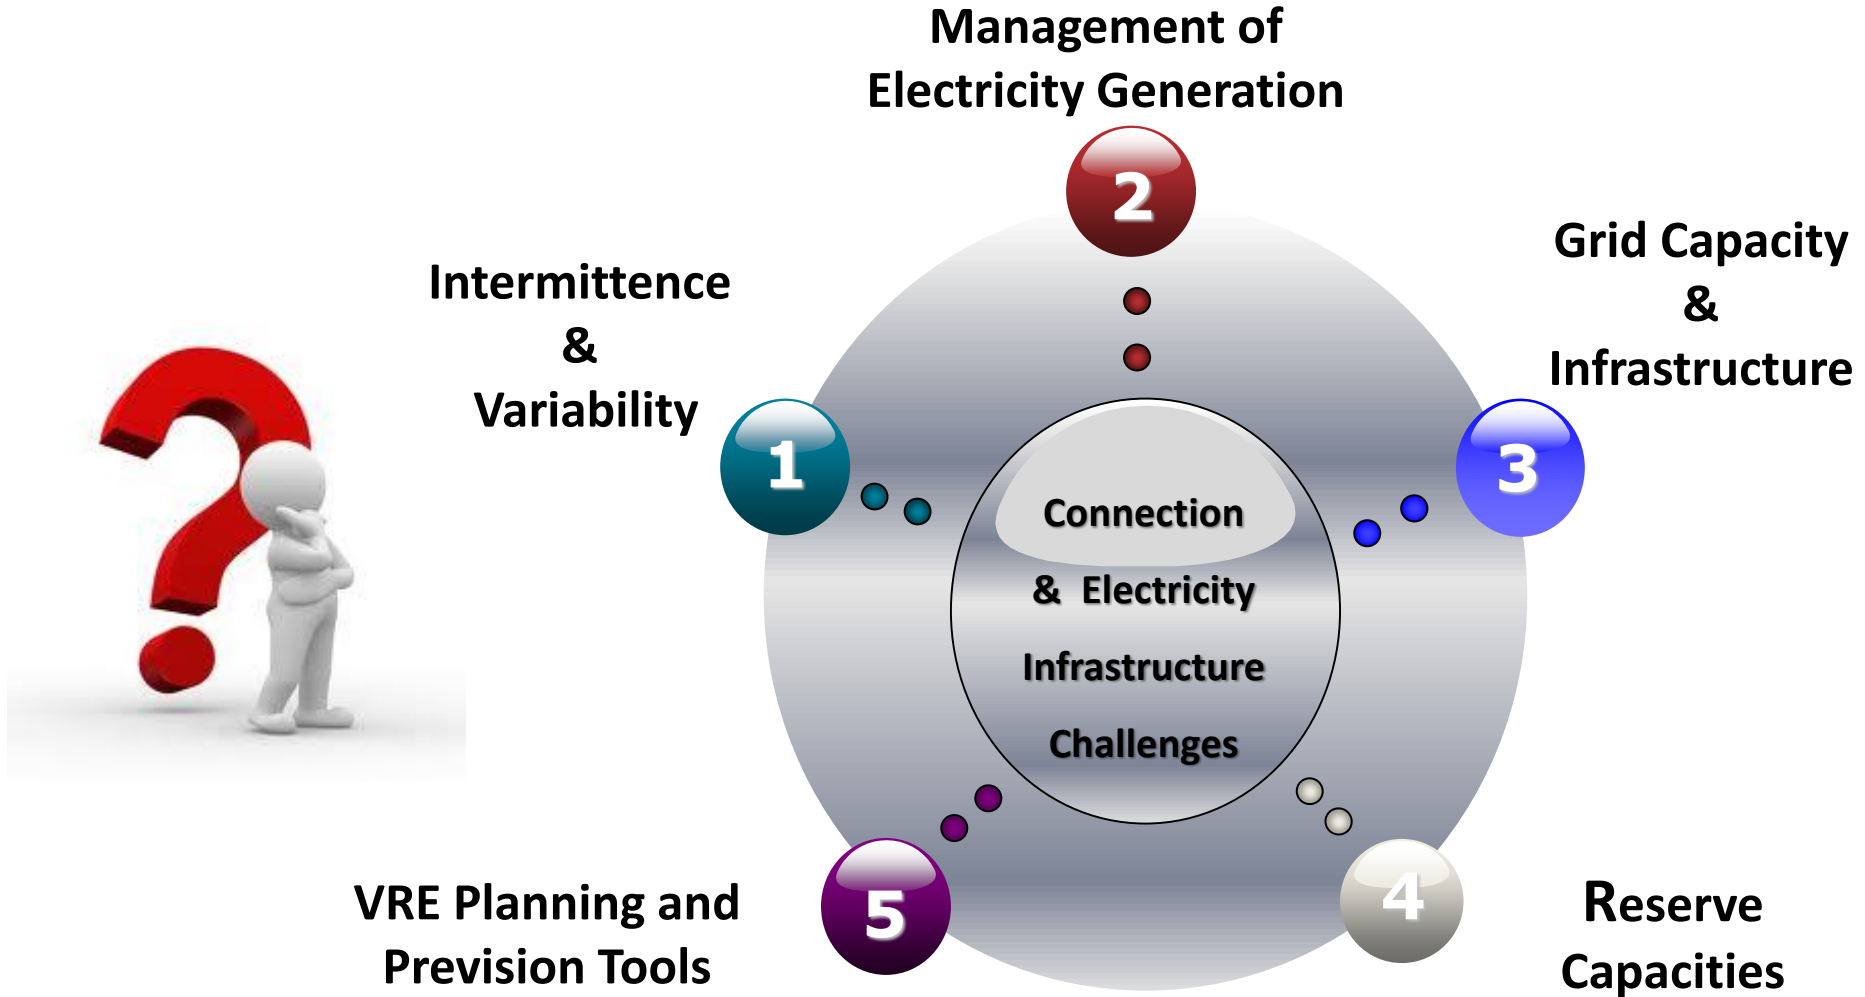 Management of
Electricity Generation
2
Grid Capacity
&
Infrastructure
Intermittence
&
Variability
1
3
Connection
& Electricity
Infrastructure
Challenges
5
4
VRE Planning and
Prevision Tools
Reserve
Capacities